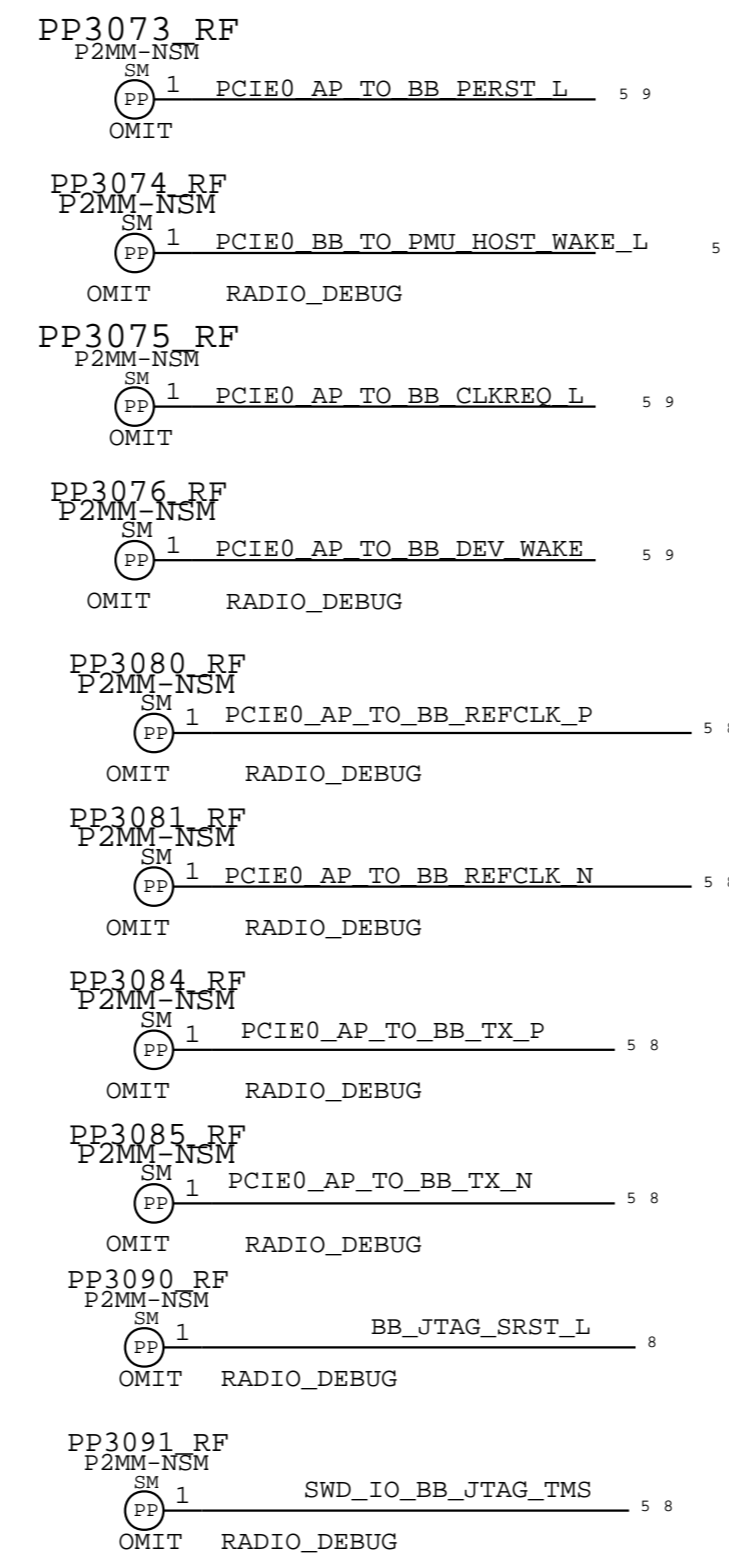 PP3073_RF
P2MM-NSM
SM
PP 1 PCIE0_AP_TO_BB_PERST_L 5 9
OMIT
PP3074_RF
P2MM-NSM
SM
PP 1 PCIE0_BB_TO_PMU_HOST_WAKE_L 5
OMIT RADIO_DEBUG
PP3075_RF
P2MM-NSM
SM
PP 1 PCIE0_AP_TO_BB_CLKREQ_L 5 9
OMIT
PP3076_RF
P2MM-NSM
SM
PP 1 PCIE0_AP_TO_BB_DEV_WAKE 5 9
OMIT RADIO_DEBUG
PP3080_RF
P2MM-NSM
SM
PP 1 PCIE0_AP_TO_BB_REFCLK_P 5 8
OMIT RADIO_DEBUG
PP3081_RF
P2MM-NSM
SM
PP 1 PCIE0_AP_TO_BB_REFCLK_N 5 8
OMIT RADIO_DEBUG
PP3084_RF
P2MM-NSM
SM
PP 1 PCIE0_AP_TO_BB_TX_P 5 8
OMIT RADIO_DEBUG
PP3085_RF
P2MM-NSM
SM
PP 1 PCIE0_AP_TO_BB_TX_N 5 8
OMIT RADIO_DEBUG
PP3090_RF
P2MM-NSM
SM
PP 1 BB_JTAG_SRST_L 8
OMIT RADIO_DEBUG
PP3091_RF
P2MM-NSM
SM
PP 1 SWD_IO_BB_JTAG_TMS 5 8
OMIT RADIO_DEBUG